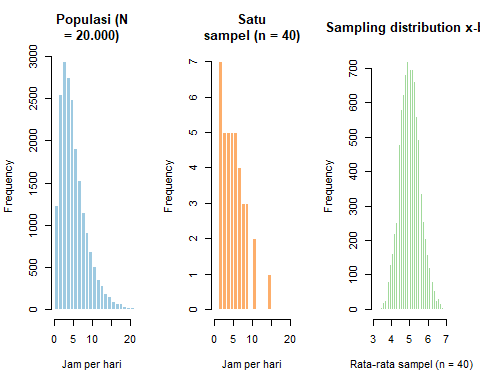 Populasi (N
= 20.000)
Frequency
3000
2500
2000
1500
1000
500
0
0 5 10 20
Jam per hari
Satu
sampel (n = 40)
Frequency
7
6
5
4
3
2
1
0
0 5 10 20
Jam per hari
Sampling distribution x-l
Frequency
700
600
500
400
300
200
100
0
3 4 5 6 7
Rata-rata sampel (n = 40)